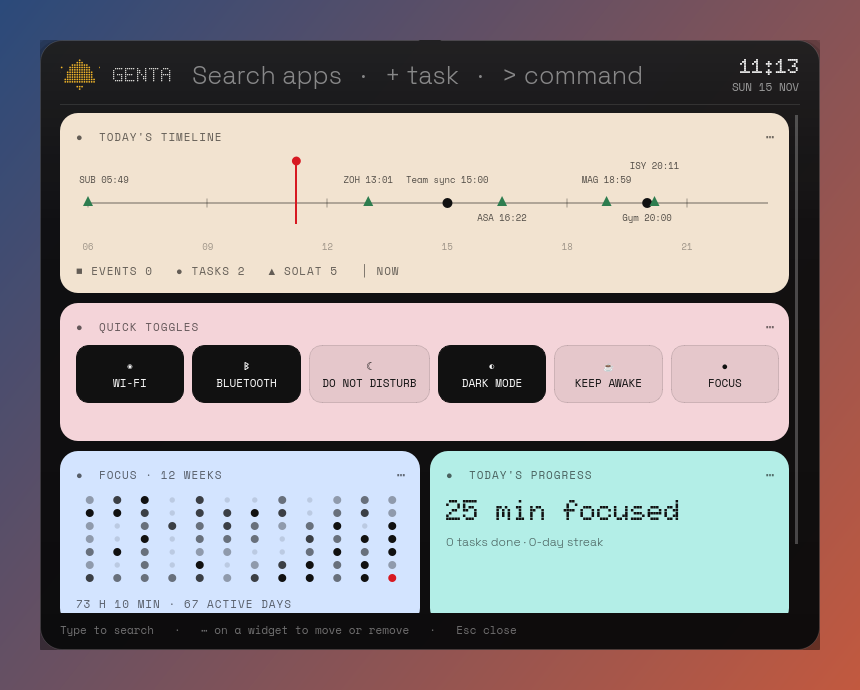 GENTA Search apps · + task · > command 11:13
SUN 15 NOV
● TODAY'S TIMELINE ⋯
ISY 20:11
SUB 05:49 ZOH 13:01 Team sync 15:00 MAG 18:59
ASA 16:22 Gym 20:00
06 09 12 15 18 21
■ EVENTS 0 ● TASKS 2 ▲ SOLAT 5 │ NOW
● QUICK TOGGLES ⋯
WI-FI BLUETOOTH DO NOT DISTURB DARK MODE KEEP AWAKE FOCUS
● FOCUS · 12 WEEKS ⋯
73 H 10 MIN · 67 ACTIVE DAYS
● TODAY'S PROGRESS ⋯
25 min focused
0 tasks done · 0-day streak
Type to search · ⋯ on a widget to move or remove · Esc close